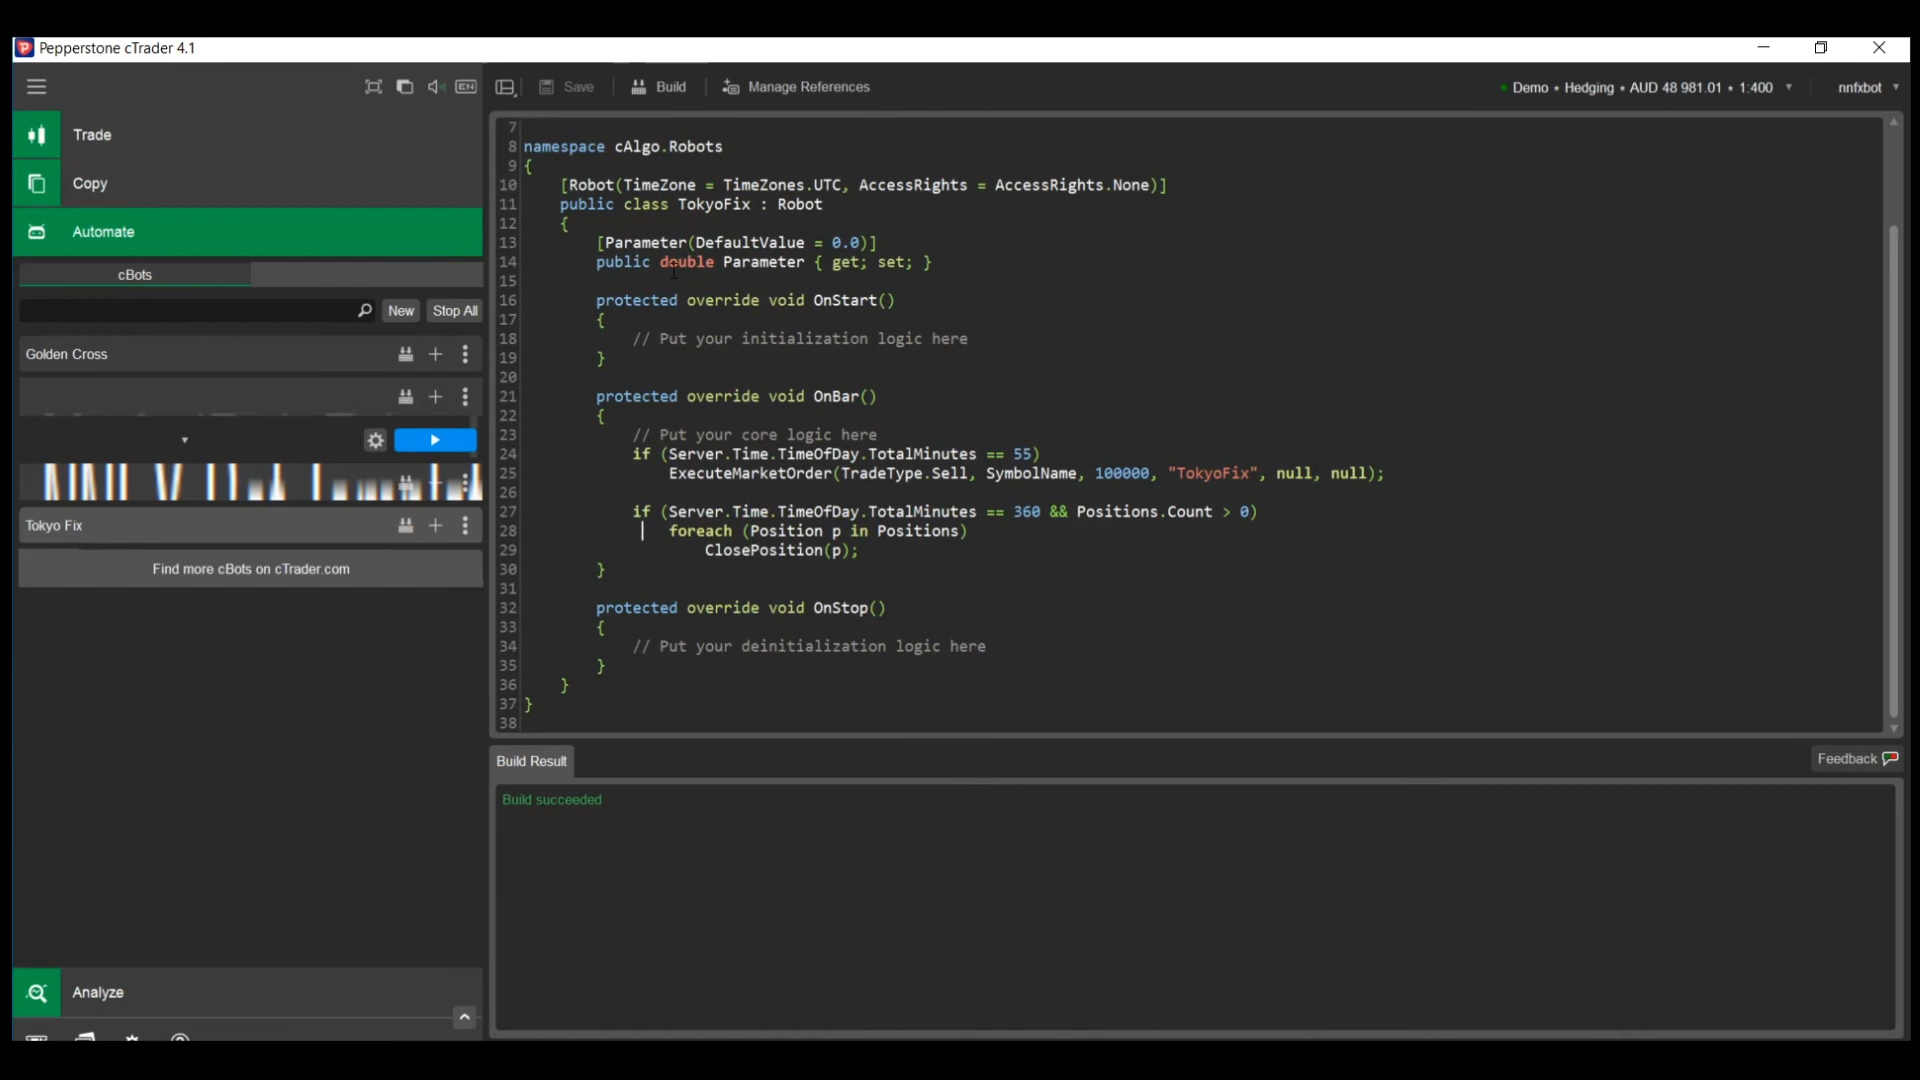 Pepperstone cTrader 4.1
EN
Save
Build
Manage References
Demo • Hedging • AUD 48 981.01 • 1:400
nnfxbot
Trade
Copy
Automate
cBots
New
Stop All
Golden Cross
Tokyo Fix
Find more cBots on cTrader.com
Analyze
7
8 namespace cAlgo.Robots
9 {
10 [Robot(TimeZone = TimeZones.UTC, AccessRights = AccessRights.None)]
11 public class TokyoFix : Robot
12 {
13 [Parameter(DefaultValue = 0.0)]
14 public double Parameter { get; set; }
15
16 protected override void OnStart()
17 {
18 // Put your initialization logic here
19 }
20
21 protected override void OnBar()
22 {
23 // Put your core logic here
24 if (Server.Time.TimeOfDay.TotalMinutes == 55)
25 ExecuteMarketOrder(TradeType.Sell, SymbolName, 100000, "TokyoFix", null, null);
26
27 if (Server.Time.TimeOfDay.TotalMinutes == 360 && Positions.Count > 0)
28 foreach (Position p in Positions)
29 ClosePosition(p);
30 }
31
32 protected override void OnStop()
33 {
34 // Put your deinitialization logic here
35 }
36 }
37 }
38
Build Result
Feedback
Build succeeded